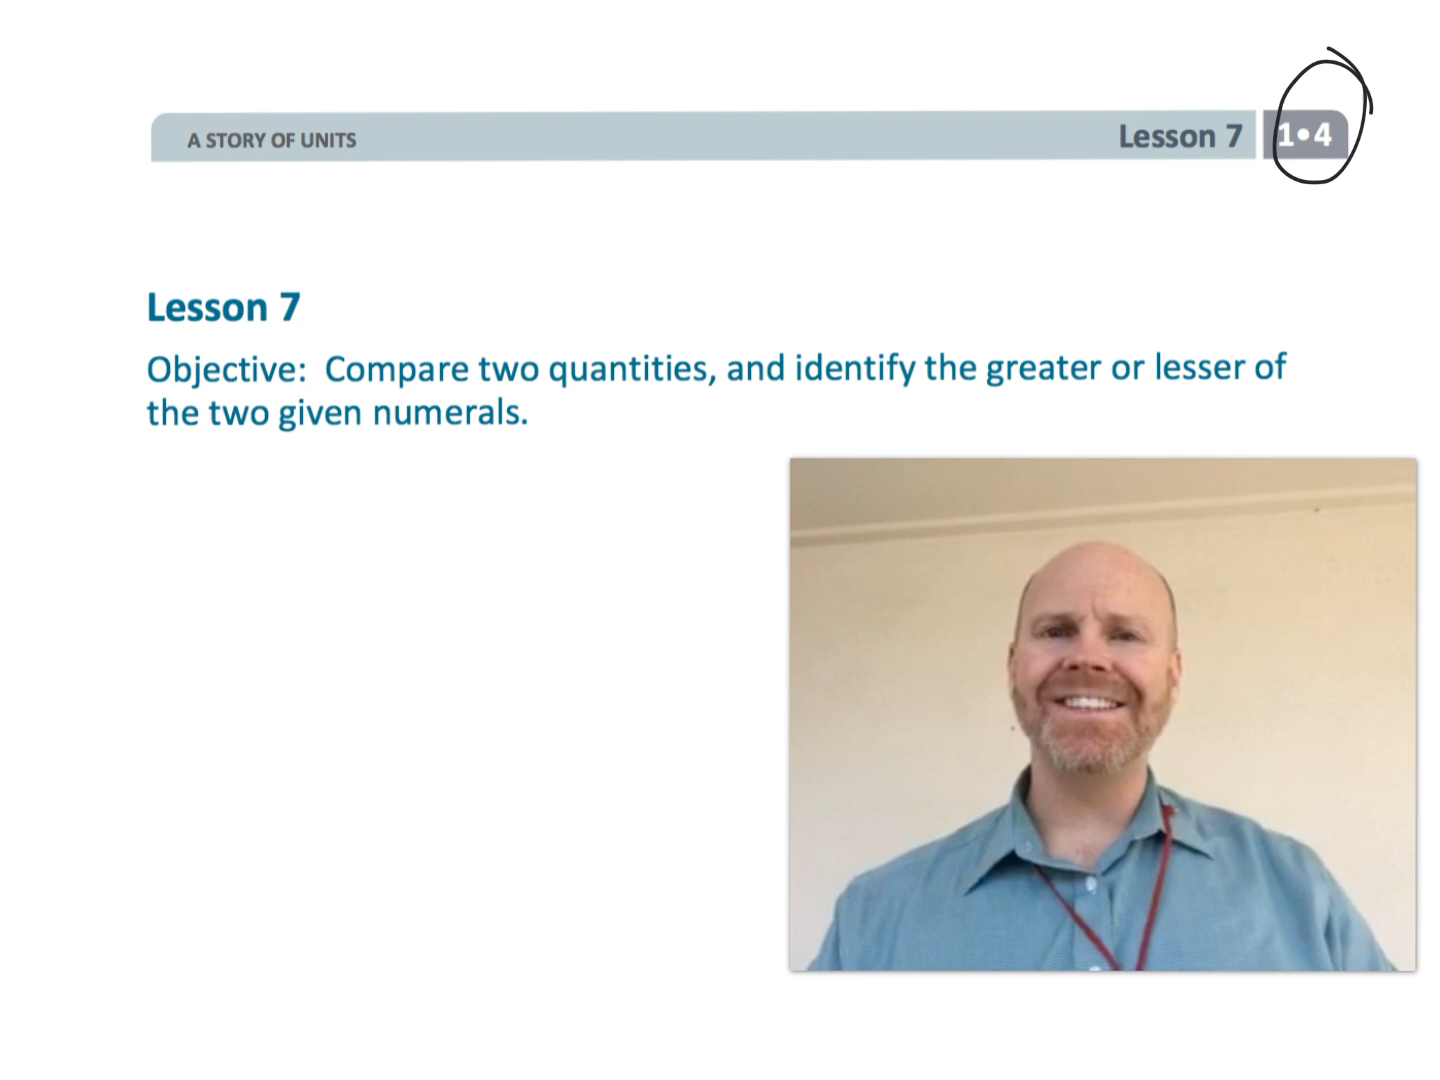 A STORY OF UNITS
Lesson 7
1•4
Lesson 7
Objective:  Compare two quantities, and identify the greater or lesser of
the two given numerals.